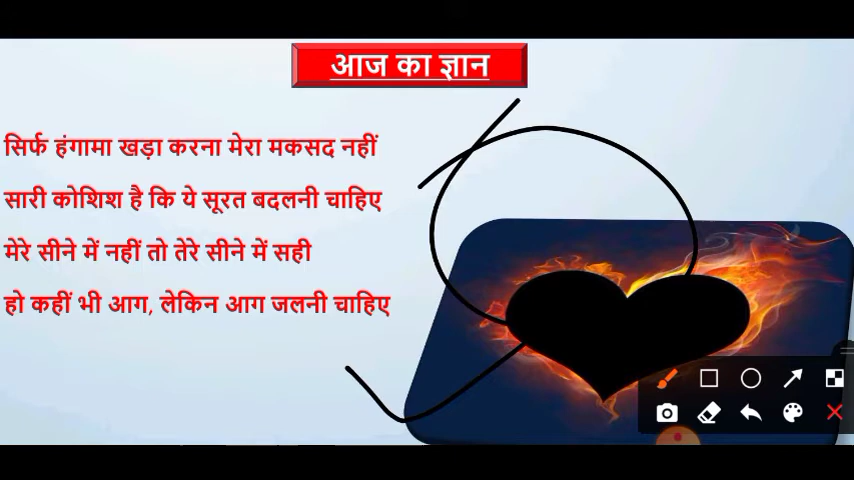 आज का ज्ञान
सिर्फ हंगामा खड़ा करना मेरा मकसद नहीं
सारी कोशिश है कि ये सूरत बदलनी चाहिए
मेरे सीने में नहीं तो तेरे सीने में सही
हो कहीं भी आग, लेकिन आग जलनी चाहिए